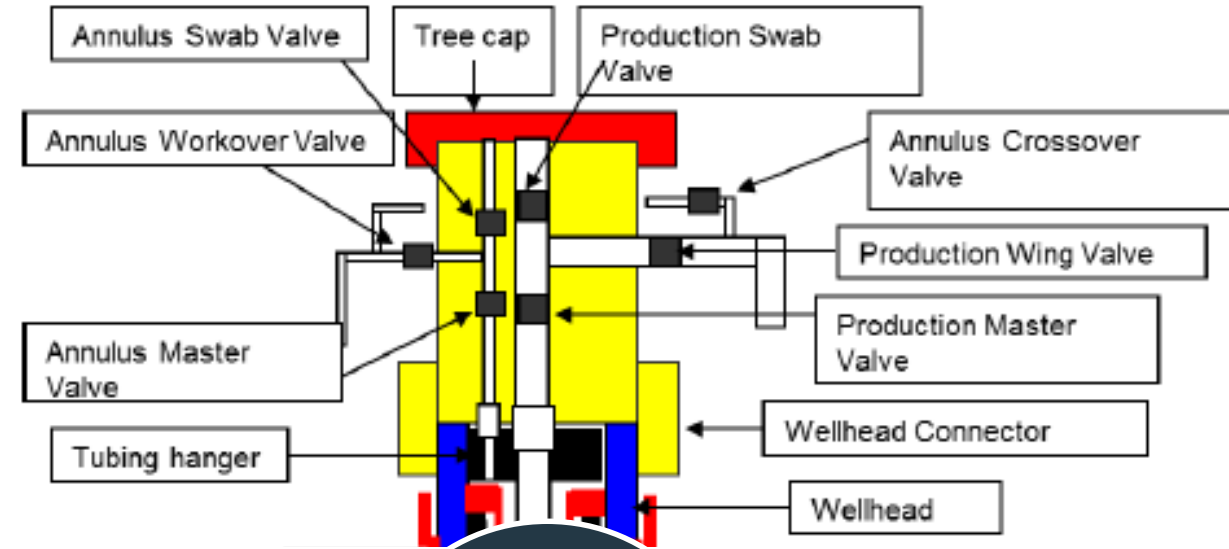 Annulus Swab Valve
Tree cap
Production Swab
Valve
Annulus Workover Valve
Annulus Crossover
Valve
Production Wing Valve
Annulus Master
Valve
Production Master
Valve
Tubing hanger
Wellhead Connector
Wellhead